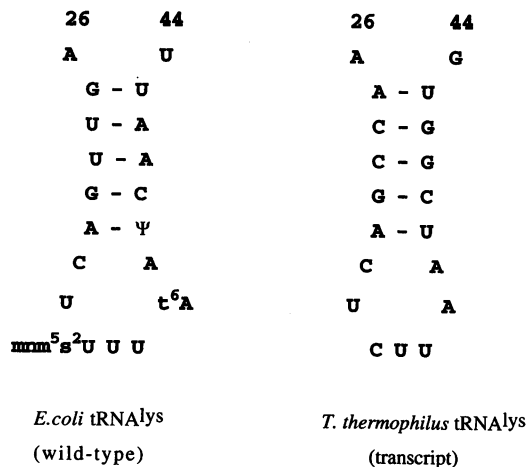 26 44 26 44
A U A G
G - U A - U
U - A C - G
U - A C - G
G - C G - C
A - Ψ A - U
C A C A
U t⁶A U A
mnm⁵s²U U U C U U
E.coli tRNAlys T. thermophilus tRNAlys
(wild-type) (transcript)